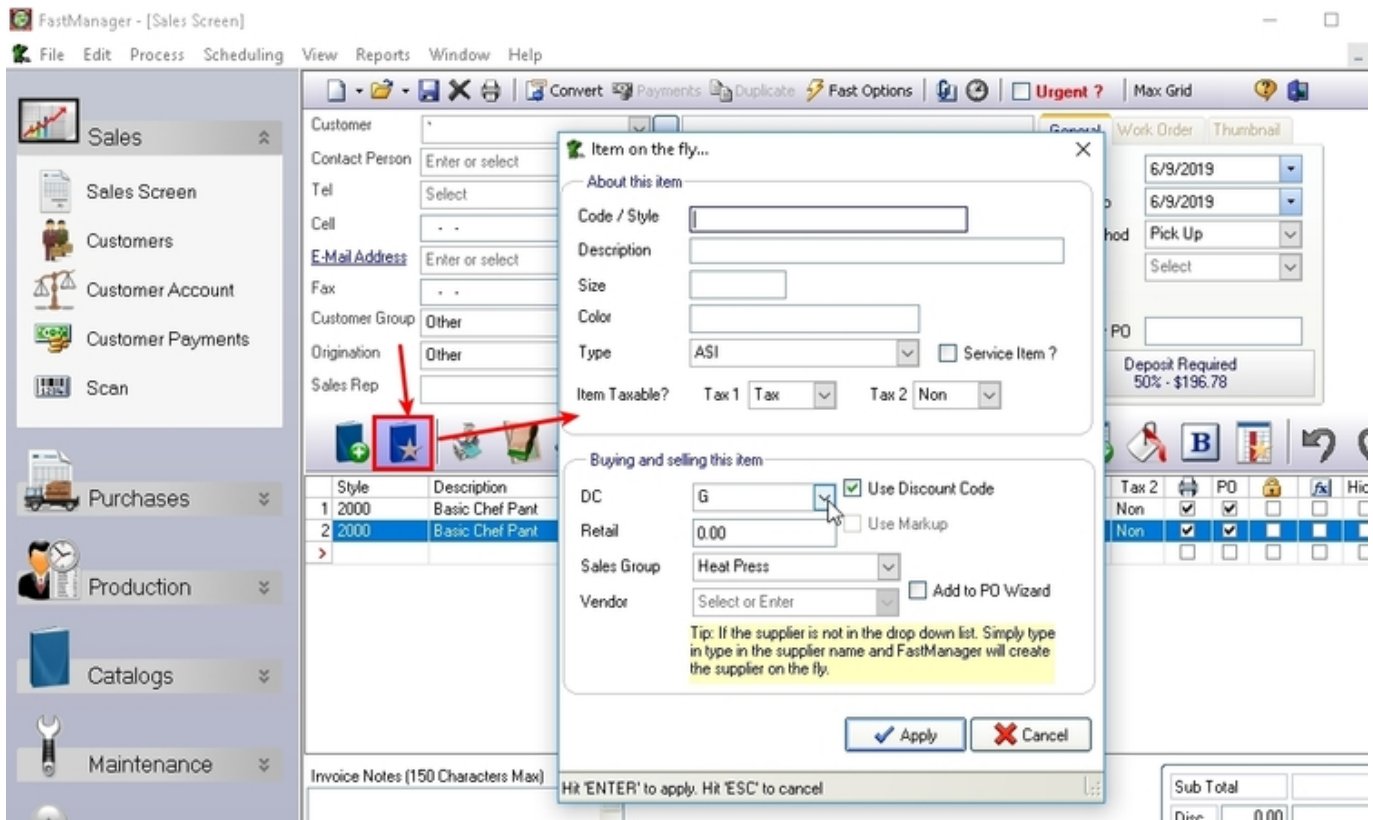 FastManager - [Sales Screen]
File Edit Process Scheduling View Reports Window Help
Convert Payments Duplicate Fast Options Urgent ? Max Grid
Sales
Sales Screen
Customers
Customer Account
Customer Payments
Scan
Purchases
Production
Catalogs
Maintenance
Customer
Contact Person Enter or select
Tel Select
Cell - -
E-Mail Address Enter or select
Fax - -
Customer Group Other
Origination Other
Sales Rep
General Work Order Thumbnail
6/9/2019
6/9/2019
Pick Up
Select
PO
Deposit Required
50% - $196.78
Item on the fly...
About this item
Code / Style
Description
Size
Color
Type ASI Service Item ?
Item Taxable? Tax 1 Tax Tax 2 Non
Buying and selling this item
DC G Use Discount Code
Retail 0.00 Use Markup
Sales Group Heat Press
Vendor Select or Enter Add to PO Wizard
Tip: If the supplier is not in the drop down list. Simply type
in type in the supplier name and FastManager will create
the supplier on the fly.
Apply Cancel
Hit 'ENTER' to apply. Hit 'ESC' to cancel
B
Style Description Tax 2 PO fx Hic
1 2000 Basic Chef Pant Non
2 2000 Basic Chef Pant Non
Invoice Notes (150 Characters Max)
Sub Total
Disc 0.00